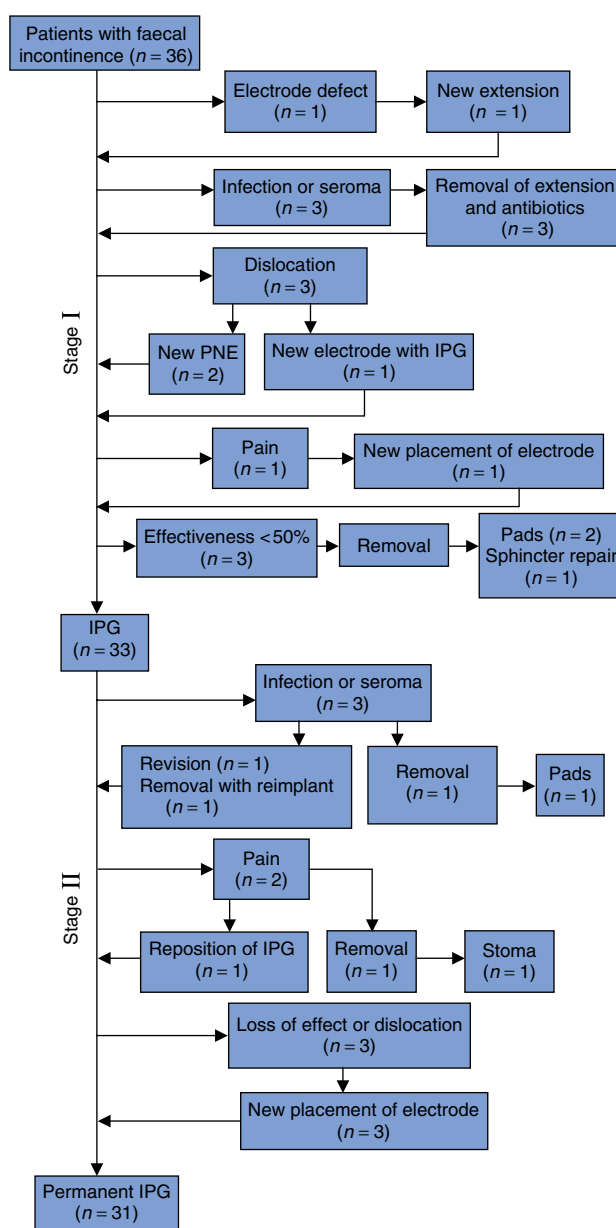 Patients with faecal
incontinence (n = 36)
Electrode defect
(n = 1)
New extension
(n = 1)
Infection or seroma
(n = 3)
Removal of extension
and antibiotics
(n = 3)
Dislocation
(n = 3)
New PNE
(n = 2)
New electrode with IPG
(n = 1)
Stage I
Pain
(n = 1)
New placement of electrode
(n = 1)
Effectiveness <50%
(n = 3)
Removal
Pads (n = 2)
Sphincter repair
(n = 1)
IPG
(n = 33)
Infection or seroma
(n = 3)
Revision (n = 1)
Removal with reimplant
(n = 1)
Removal
(n = 1)
Pads
(n = 1)
Stage II
Pain
(n = 2)
Reposition of IPG
(n = 1)
Removal
(n = 1)
Stoma
(n = 1)
Loss of effect or dislocation
(n = 3)
New placement of electrode
(n = 3)
Permanent IPG
(n = 31)